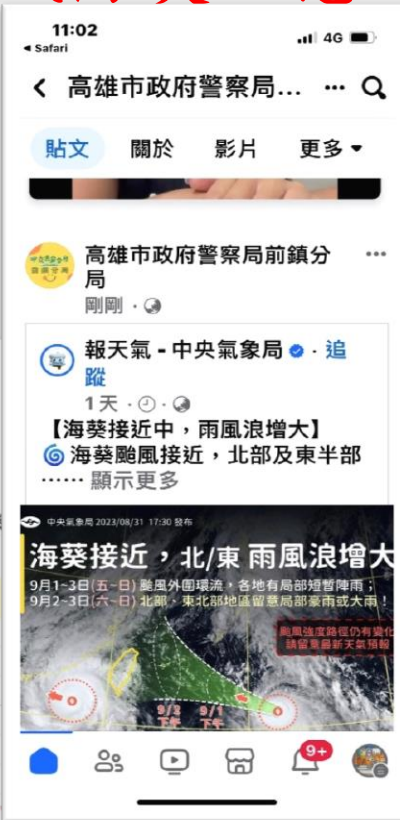 11:02
4G
◀ Safari
高雄市政府警察局... ...
貼文 關於 影片 更多
高雄市政府警察局前鎮分
局
剛剛 ·
報天氣 - 中央氣象局 · 追
蹤
1天 · ·
【海葵接近中，雨風浪增大】
🌀 海葵颱風接近，北部及東半部
…… 顯示更多
中央氣象局 2023/08/31 17:30 發布
海葵接近，北/東 雨風浪增大
9月1~3日(五~日) 颱風外圍環流，各地有局部短暫陣雨；
9月2~3日(六~日) 北部、東北部地區留意局部豪雨或大雨！
颱風強度路徑仍有變化
請留意最新天氣預報
9/2 9/1
下午 下午
9+